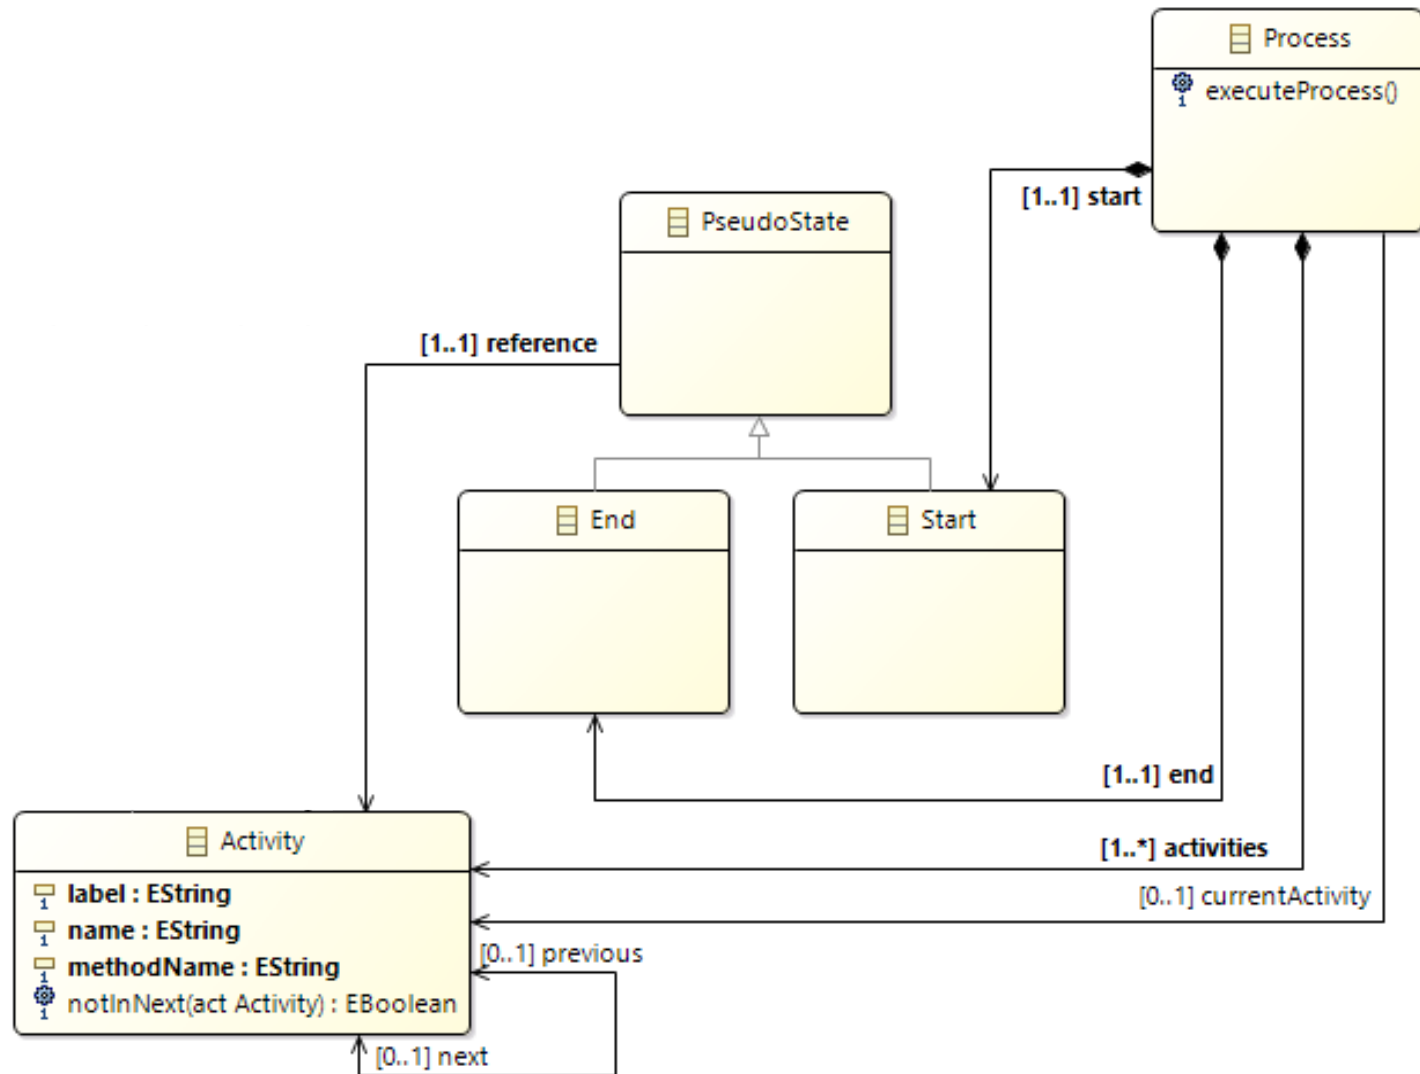 Process
executeProcess()
[1..1] start
PseudoState
[1..1] reference
End
Start
[1..1] end
Activity
[1..*] activities
label : EString
[0..1] currentActivity
name : EString
[0..1] previous
methodName : EString
notInNext(act Activity) : EBoolean
[0..1] next